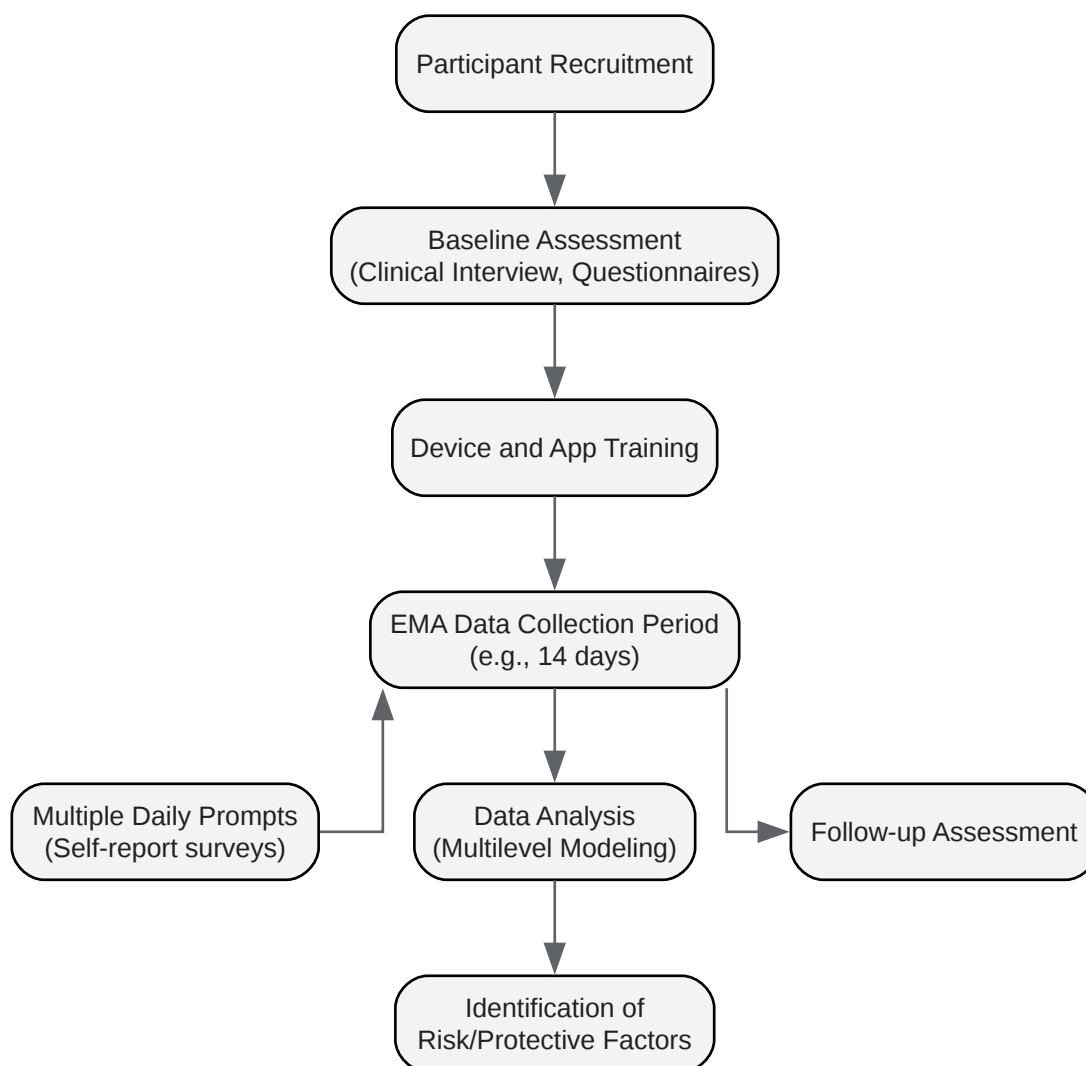 Participant Recruitment
Baseline Assessment
(Clinical Interview, Questionnaires)
Device and App Training
EMA Data Collection Period
(e.g., 14 days)
Multiple Daily Prompts
(Self-report surveys)
Data Analysis
(Multilevel Modeling)
Follow-up Assessment
Identification of
Risk/Protective Factors